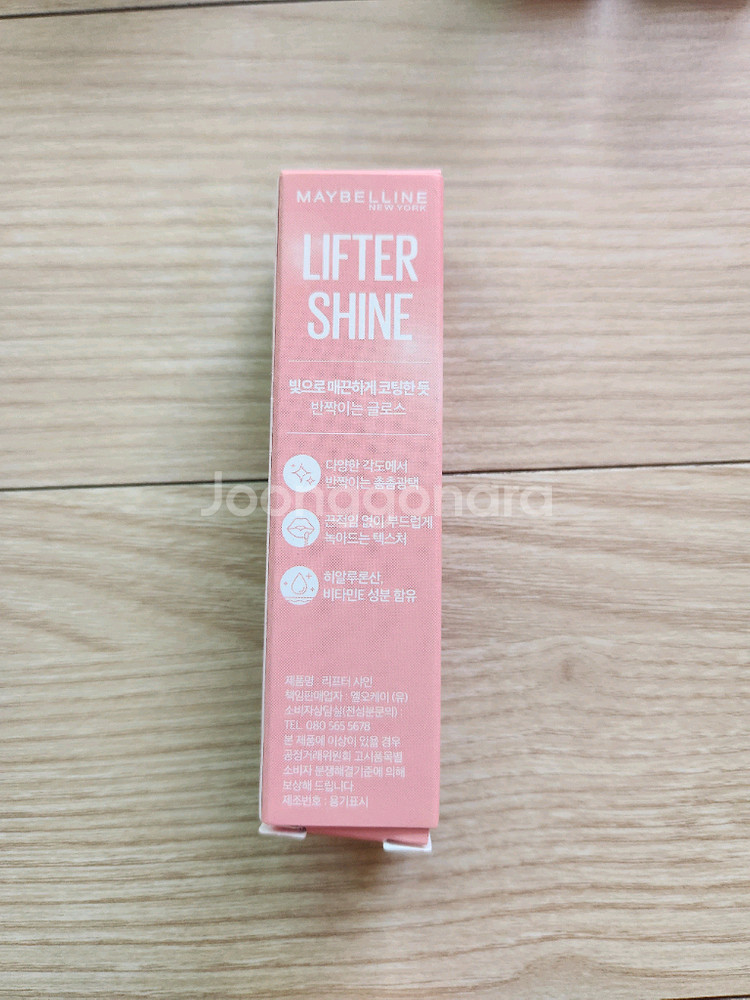 MAYBELLINE
NEW YORK
LIFTER
SHINE
빛으로 매끈하게 코팅한 듯
반짝이는 글로스
다양한 각도에서
반짝이는 촘촘광택
Joonggonara
끈적임 없이 부드럽게
녹아드는 텍스처
히알루론산,
비타민E 성분 함유
제품명 : 리프터 샤인
책임판매업자 : 엘오케이 (유)
소비자상담실(전성분문의) :
TEL. 080 565 5678
본 제품에 이상이 있을 경우
공정거래위원회 고시품목별
소비자 분쟁해결기준에 의해
보상해 드립니다
제조번호 : 용기표시